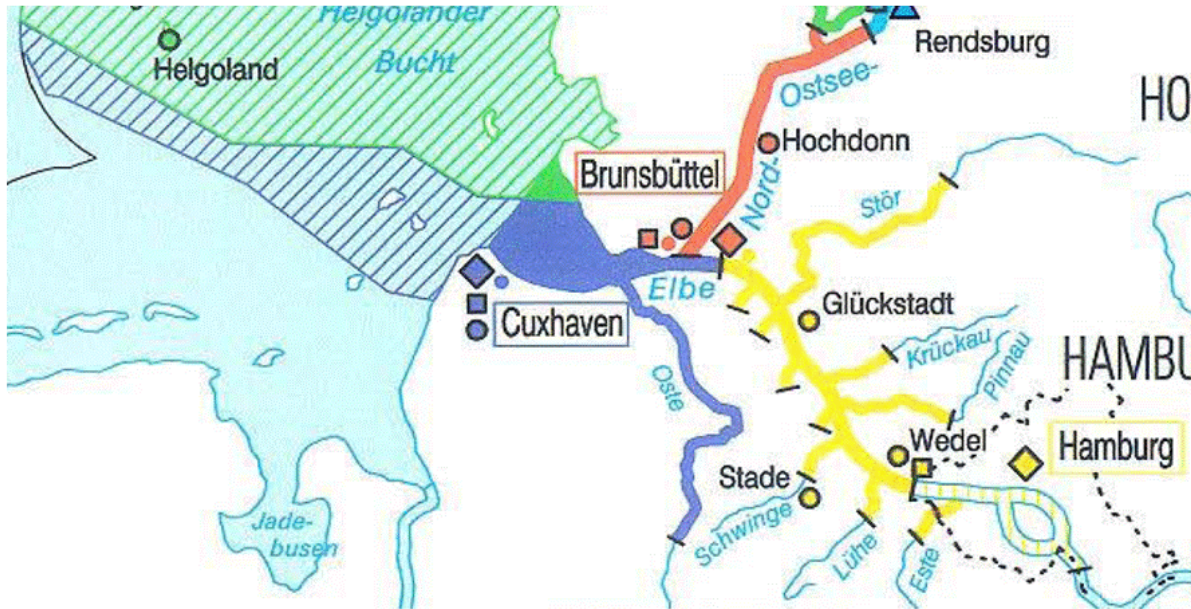 Helgoländer
Bucht
Helgoland
Rendsburg
Ostsee-
HO
Hochdonn
Brunsbüttel
Nord-
Stör
Elbe
Glückstadt
Cuxhaven
Krückau
Pinnau
HAMBU
Oste
Wedel
Hamburg
Stade
Schwinge
Lühe
Este
Jade-
busen